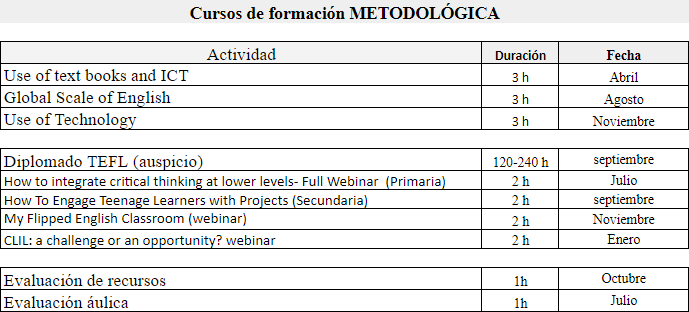 Cursos de formación METODOLÓGICA
Actividad Duración Fecha
Use of text books and ICT 3 h Abril
Global Scale of English 3 h Agosto
Use of Technology 3 h Noviembre
Diplomado TEFL (auspicio) 120-240 h septiembre
How to integrate critical thinking at lower levels- Full Webinar (Primaria) 2 h Julio
How To Engage Teenage Learners with Projects (Secundaria) 2 h septiembre
My Flipped English Classroom (webinar) 2 h Noviembre
CLIL: a challenge or an opportunity? webinar 2 h Enero
Evaluación de recursos 1h Octubre
Evaluación áulica 1h Julio